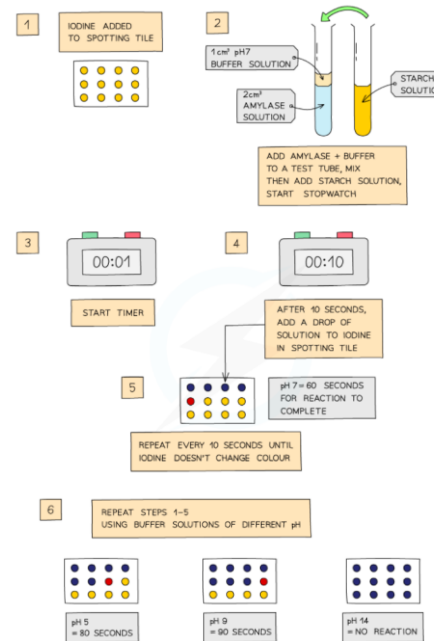 1
IODINE ADDED
TO SPOTTING TILE
2
1cm³ pH7
BUFFER SOLUTION
2cm³
AMYLASE
SOLUTION
STARCH
SOLUTI
ADD AMYLASE + BUFFER
TO A TEST TUBE, MIX
THEN ADD STARCH SOLUTION,
START STOPWATCH
3
00:01
START TIMER
4
00:10
AFTER 10 SECONDS,
ADD A DROP OF
SOLUTION TO IODINE
IN SPOTTING TILE
5
pH 7 = 60 SECONDS
FOR REACTION TO
COMPLETE
REPEAT EVERY 10 SECONDS UNTIL
IODINE DOESN'T CHANGE COLOUR
6
REPEAT STEPS 1-5
USING BUFFER SOLUTIONS OF DIFFERENT pH
pH 5
= 80 SECONDS
pH 9
= 90 SECONDS
pH 14
= NO REACTION